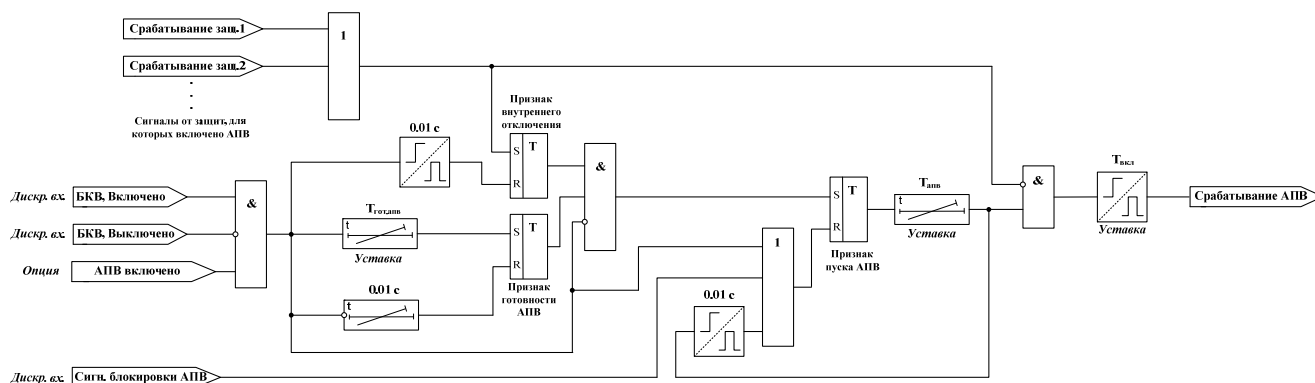 Срабатывание защ.1
1
Срабатывание защ.2
Сигналы от защит, для
которых включено АПВ
Признак
внутреннего
отключения
0.01 с
S T
R
&
Дискр. вх. БКВ, Включено
&
Дискр. вх. БКВ, Выключено
Опция АПВ включено
Tгот.апв
t
Уставка
S T
R
Признак
готовности
АПВ
0.01 с
t
1
0.01 с
S T
R
Признак
пуска АПВ
Tапв
t
Уставка
&
Tвкл
Уставка
Срабатывание АПВ
Дискр. вх. Сигн. блокировки АПВ